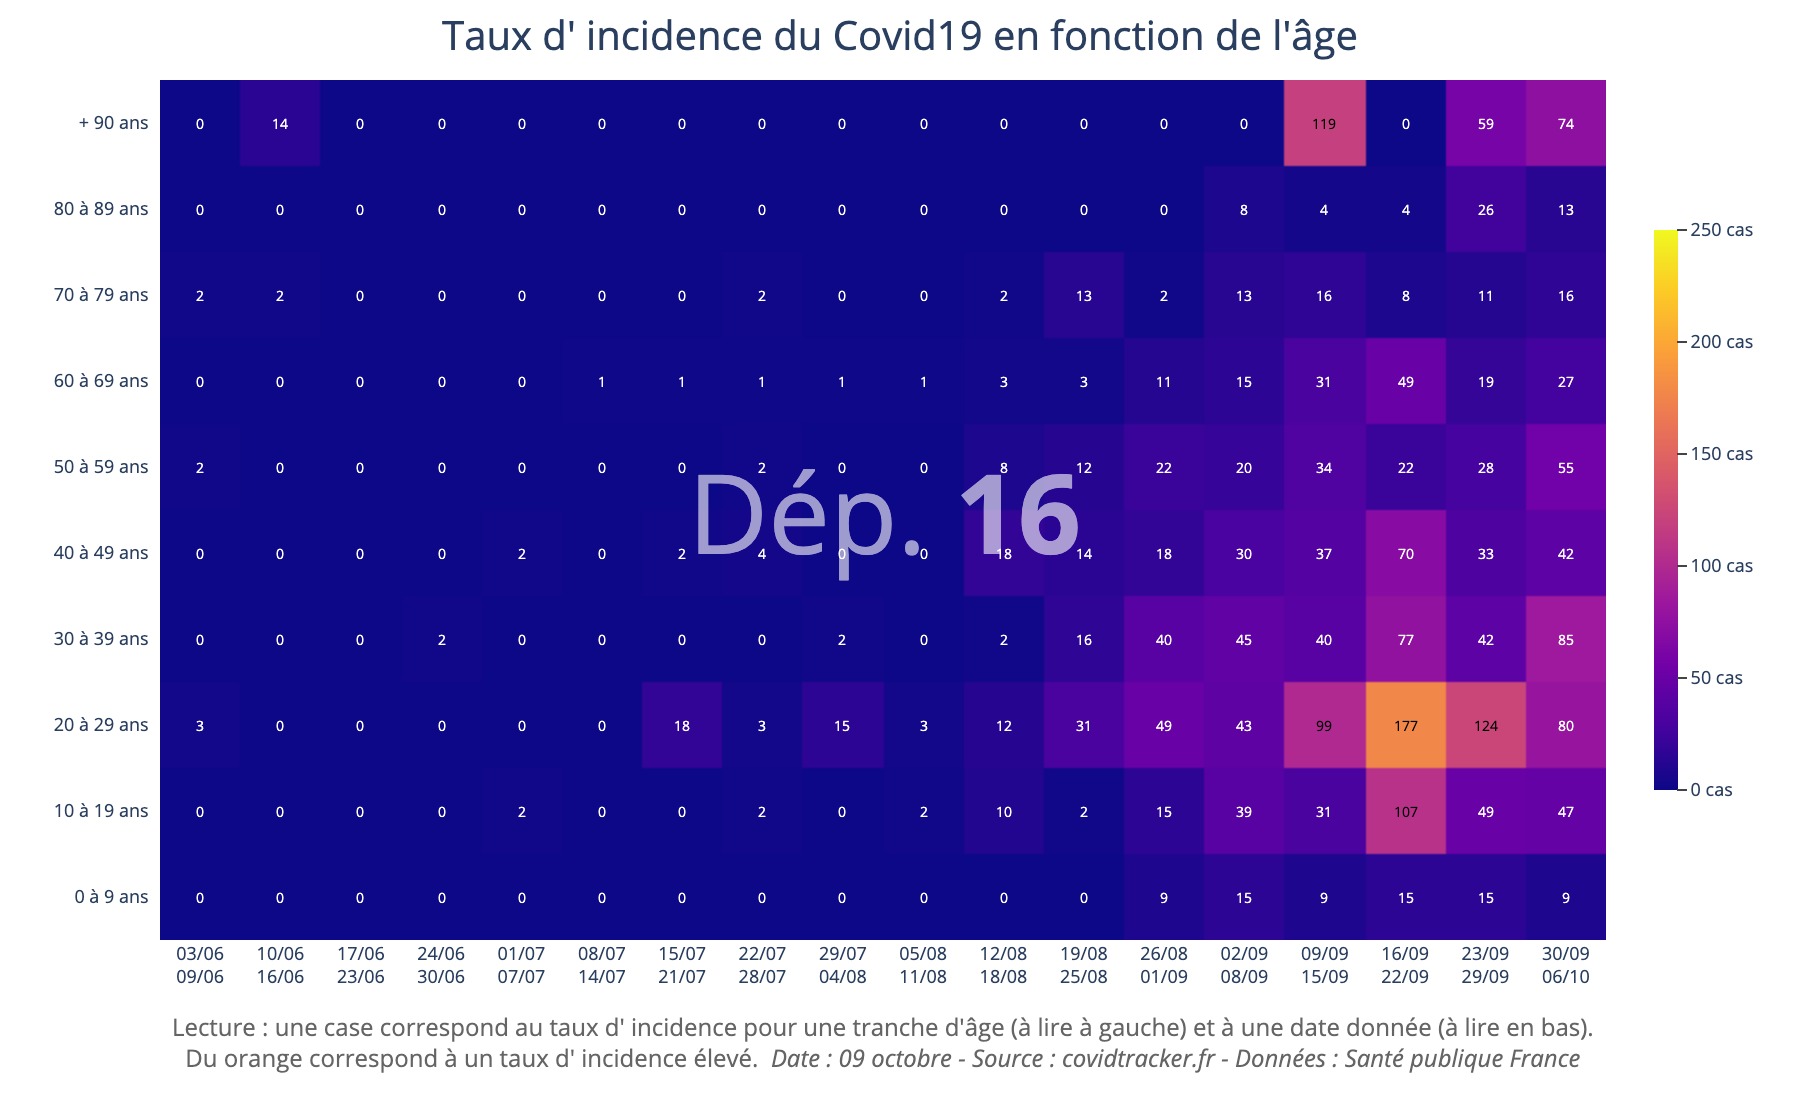 Taux d' incidence du Covid19 en fonction de l'âge
+ 90 ans 0 14 0 0 0 0 0 0 0 0 0 0 0 0 119 0 59 74
80 à 89 ans 0 0 0 0 0 0 0 0 0 0 0 0 0 8 4 4 26 13
70 à 79 ans 2 2 0 0 0 0 0 2 0 0 2 13 2 13 16 8 11 16
60 à 69 ans 0 0 0 0 0 1 1 1 1 1 3 3 11 15 31 49 19 27
50 à 59 ans 2 0 0 0 0 0 0 2 0 0 8 12 22 20 34 22 28 55
Dép. 16
40 à 49 ans 0 0 0 0 2 0 2 4 0 0 18 14 18 30 37 70 33 42
30 à 39 ans 0 0 0 2 0 0 0 0 2 0 2 16 40 45 40 77 42 85
20 à 29 ans 3 0 0 0 0 0 18 3 15 3 12 31 49 43 99 177 124 80
10 à 19 ans 0 0 0 0 2 0 0 2 0 2 10 2 15 39 31 107 49 47
0 à 9 ans 0 0 0 0 0 0 0 0 0 0 0 0 9 15 9 15 15 9
03/06 10/06 17/06 24/06 01/07 08/07 15/07 22/07 29/07 05/08 12/08 19/08 26/08 02/09 09/09 16/09 23/09 30/09
09/06 16/06 23/06 30/06 07/07 14/07 21/07 28/07 04/08 11/08 18/08 25/08 01/09 08/09 15/09 22/09 29/09 06/10
250 cas
200 cas
150 cas
100 cas
50 cas
0 cas
Lecture : une case correspond au taux d' incidence pour une tranche d'âge (à lire à gauche) et à une date donnée (à lire en bas).
Du orange correspond à un taux d' incidence élevé. Date : 09 octobre - Source : covidtracker.fr - Données : Santé publique France